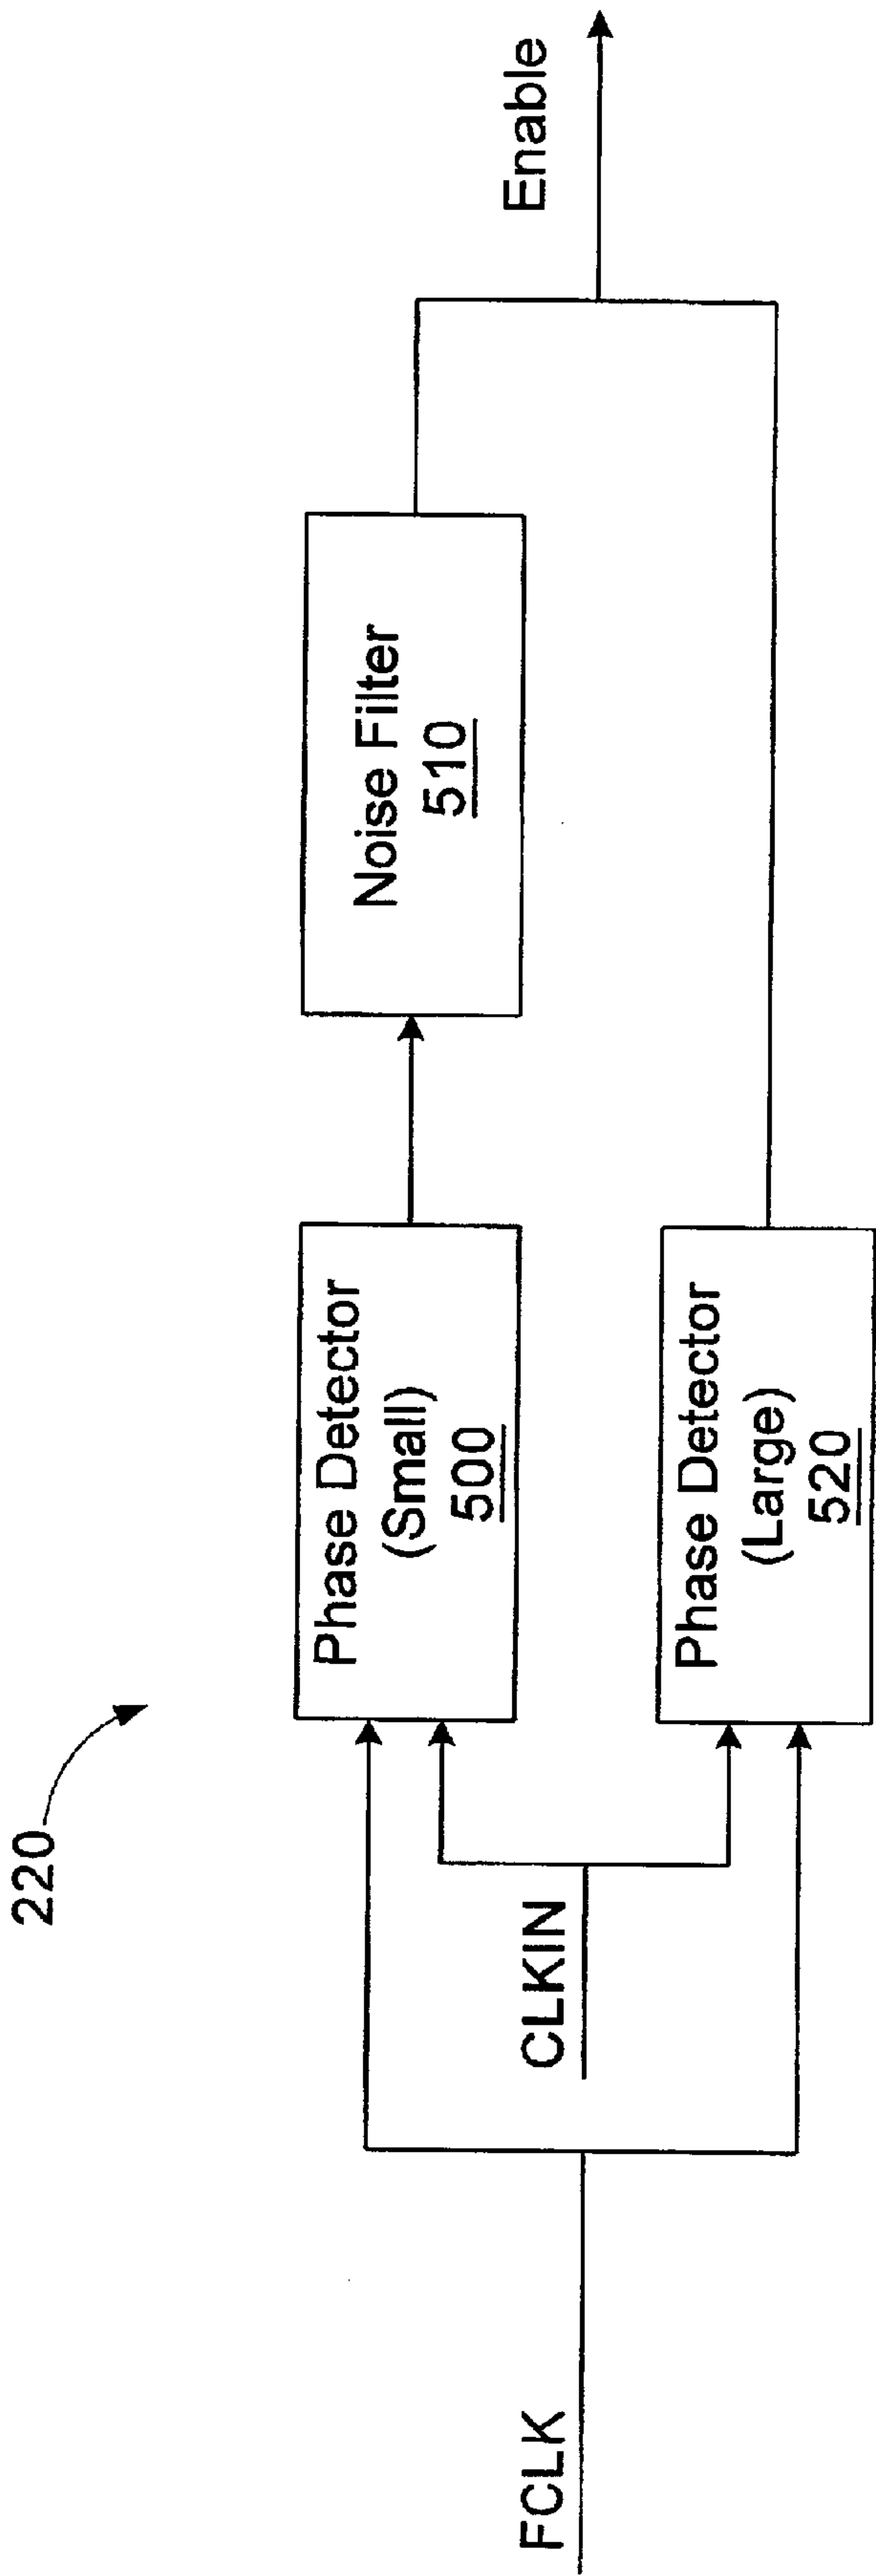 220
FCLK
CLKIN
Phase Detector
(Small)
500
Phase Detector
(Large)
520
Noise Filter
510
Enable